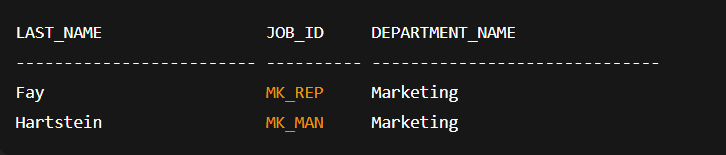 LAST_NAME                 JOB_ID     DEPARTMENT_NAME
------------------------- ---------- ------------------------------
Fay                       MK_REP     Marketing
Hartstein                 MK_MAN     Marketing